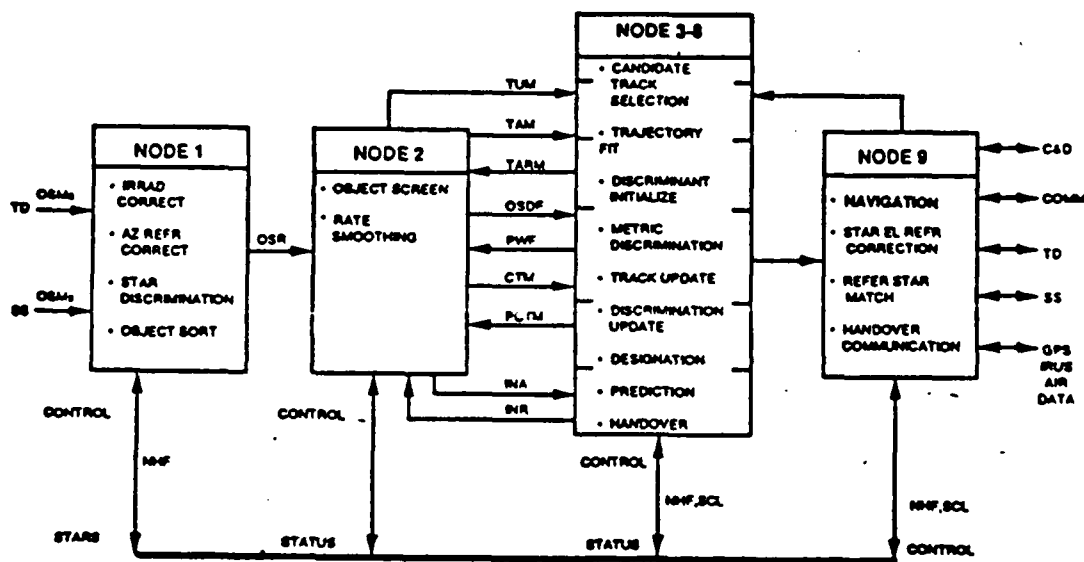 NODE 1
• IRRAD
CORRECT
• AZ REFR
CORRECT
• STAR
DISCRIMINATION
• OBJECT SORT
TD
OSMs
SS
OSMs
OSR
NODE 2
• OBJECT SCREEN
• RATE
SMOOTHING
TUM
TAM
TARM
OSDF
PWF
CTM
INA
INR
NODE 3-8
• CANDIDATE
TRACK
SELECTION
• TRAJECTORY
FIT
• DISCRIMINANT
INITIALIZE
• METRIC
DISCRIMINATION
• TRACK UPDATE
• DISCRIMINATION
UPDATE
• DESIGNATION
• PREDICTION
• HANDOVER
NODE 9
• NAVIGATION
• STAR EL REFR
CORRECTION
• REFER STAR
MATCH
• HANDOVER
COMMUNICATION
C&D
COMM
TD
SS
GPS
IRUS
AIR
DATA
CONTROL
NHF
STARS
CONTROL
STATUS
CONTROL
NHF,SCL
STATUS
NHF,SCL
CONTROL